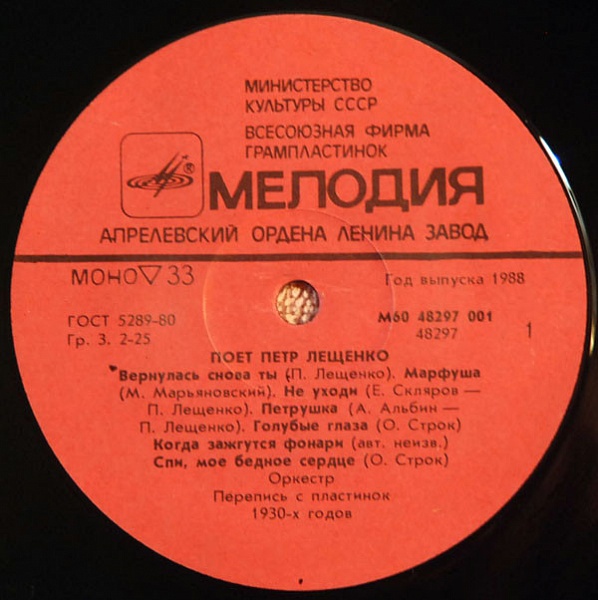 МИНИСТЕРСТВО
КУЛЬТУРЫ СССР
ВСЕСОЮЗНАЯ ФИРМА
ГРАМПЛАСТИНОК
МЕЛОДИЯ
АПРЕЛЕВСКИЙ ОРДЕНА ЛЕНИНА ЗАВОД
МОНО ▽ 33
Год выпуска 1988
ГОСТ 5289-80
М60 48297 001
Гр. 3. 2-25
48297
1
ПОЕТ ПЕТР ЛЕЩЕНКО
Вернулась снова ты (П. Лещенко). Марфуша
(М. Марьяновский). Не уходи (Е. Скляров —
П. Лещенко). Петрушка (А. Альбин —
П. Лещенко). Голубые глаза (О. Строк)
Когда зажгутся фонари (авт. неизв.)
Спи, мое бедное сердце (О. Строк)
Оркестр
Перепись с пластинок
1930-х годов